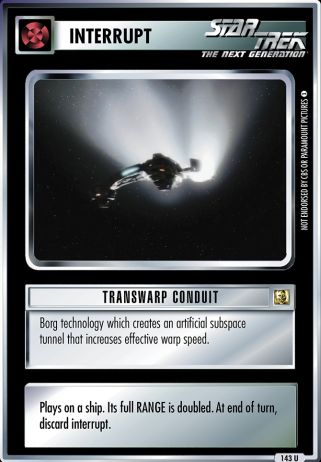 INTERRUPT
STAR TREK
THE NEXT GENERATION
NOT ENDORSED BY CBS OR PARAMOUNT PICTURES
TRANSWARP CONDUIT
Borg technology which creates an artificial subspace
tunnel that increases effective warp speed.
Plays on a ship. Its full RANGE is doubled. At end of turn,
discard interrupt.
143 U